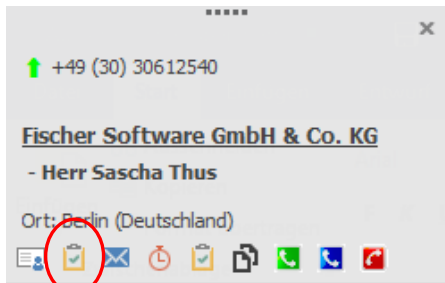 +49 (30) 30612540
Fischer Software GmbH & Co. KG
- Herr Sascha Thus
Ort: Berlin (Deutschland)